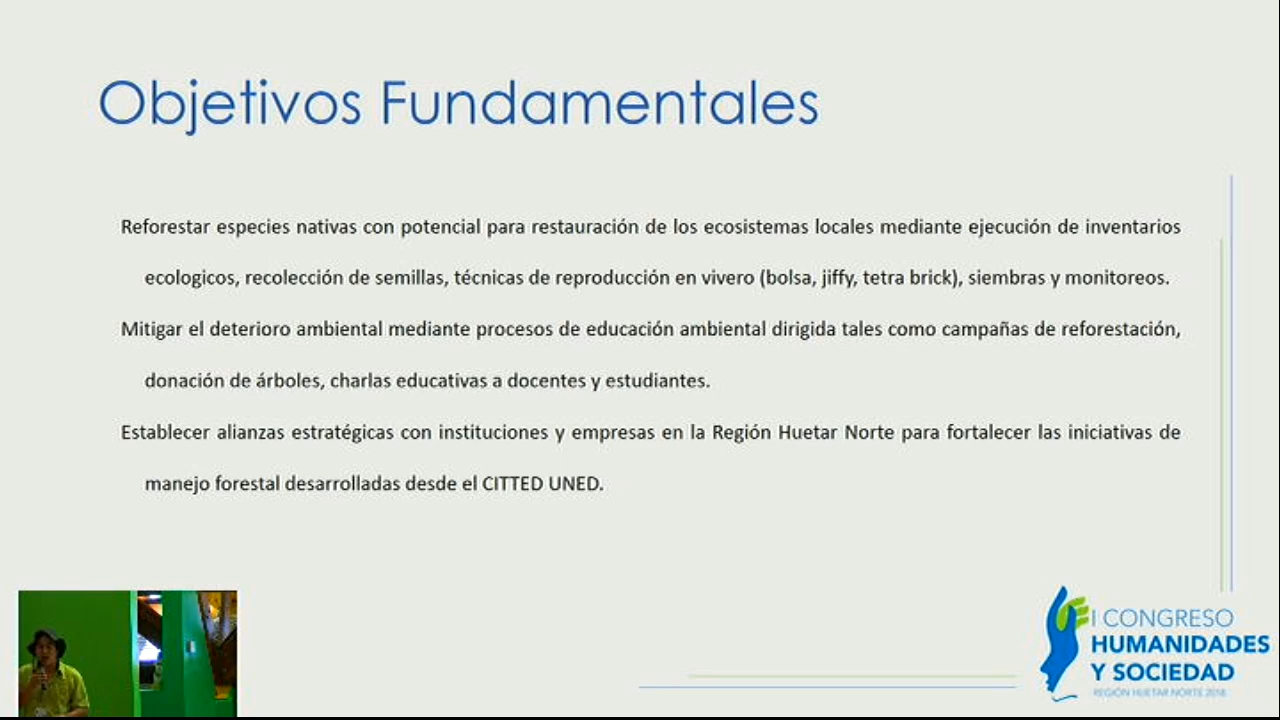 Objetivos Fundamentales
Reforestar especies nativas con potencial para restauración de los ecosistemas locales mediante ejecución de inventarios
ecologicos, recolección de semillas, técnicas de reproducción en vivero (bolsa, jiffy, tetra brick), siembras y monitoreos.
Mitigar el deterioro ambiental mediante procesos de educación ambiental dirigida tales como campañas de reforestación,
donación de árboles, charlas educativas a docentes y estudiantes.
Establecer alianzas estratégicas con instituciones y empresas en la Región Huetar Norte para fortalecer las iniciativas de
manejo forestal desarrolladas desde el CITTED UNED.
I CONGRESO
HUMANIDADES
Y SOCIEDAD
REGIÓN HUETAR NORTE 2018